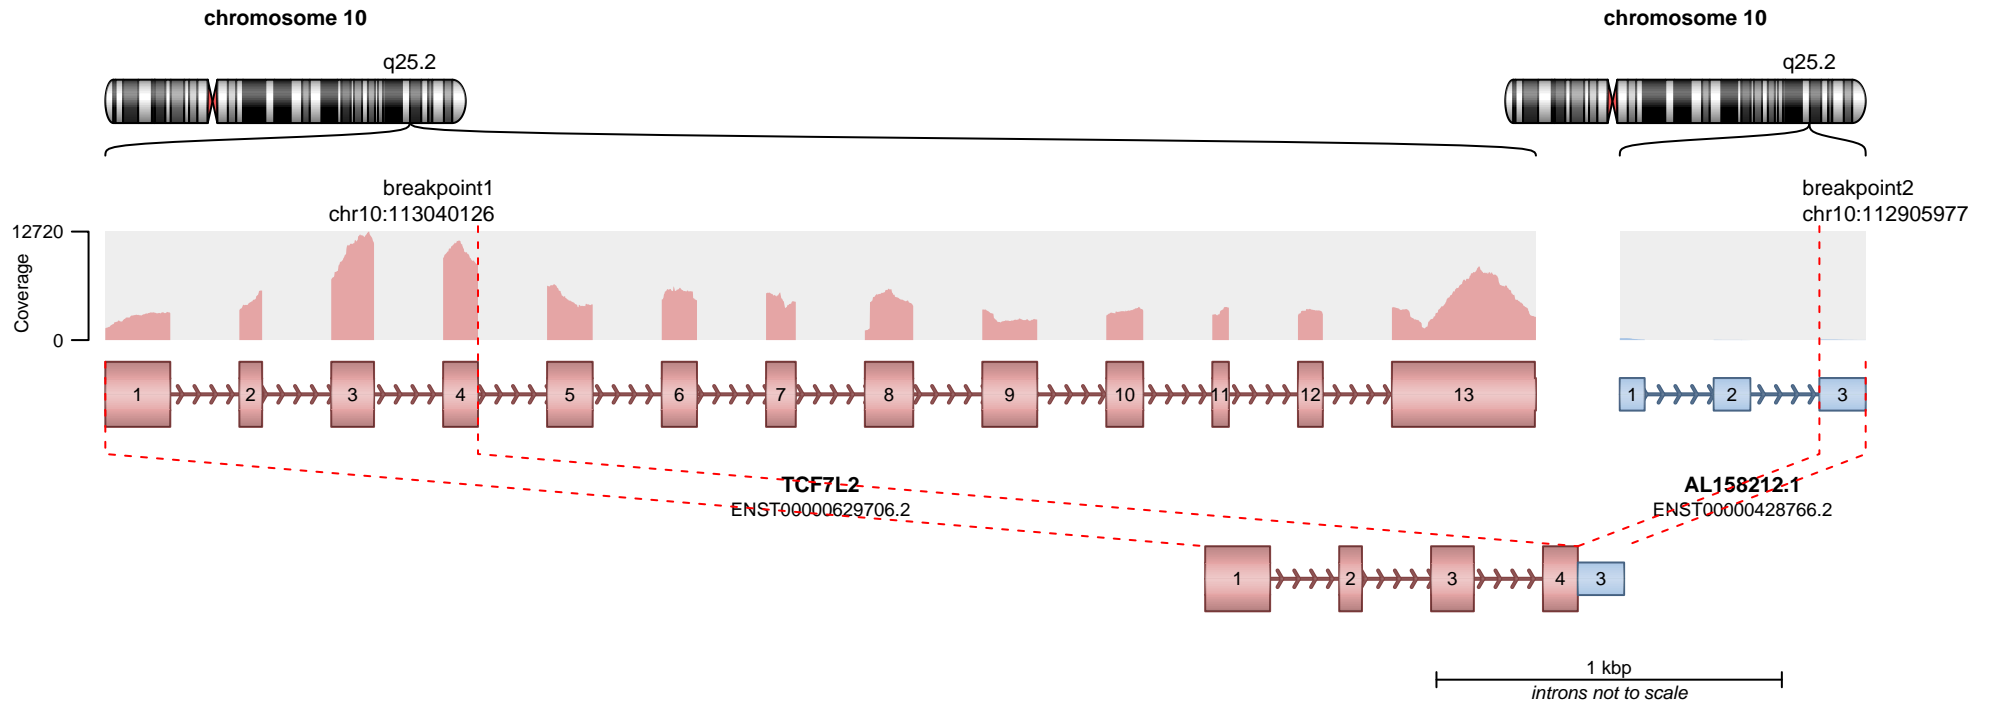 chromosome 10
chromosome 10
q25.2
q25.2
breakpoint1
chr10:113040126
breakpoint2
chr10:112905977
12720
Coverage
0
1 2 3 4 5 6 7 8 9 10 11 12 13
1 2 3
TCF7L2
ENST00000629706.2
AL158212.1
ENST00000428766.2
1 2 3 4 3
1 kbp
introns not to scale